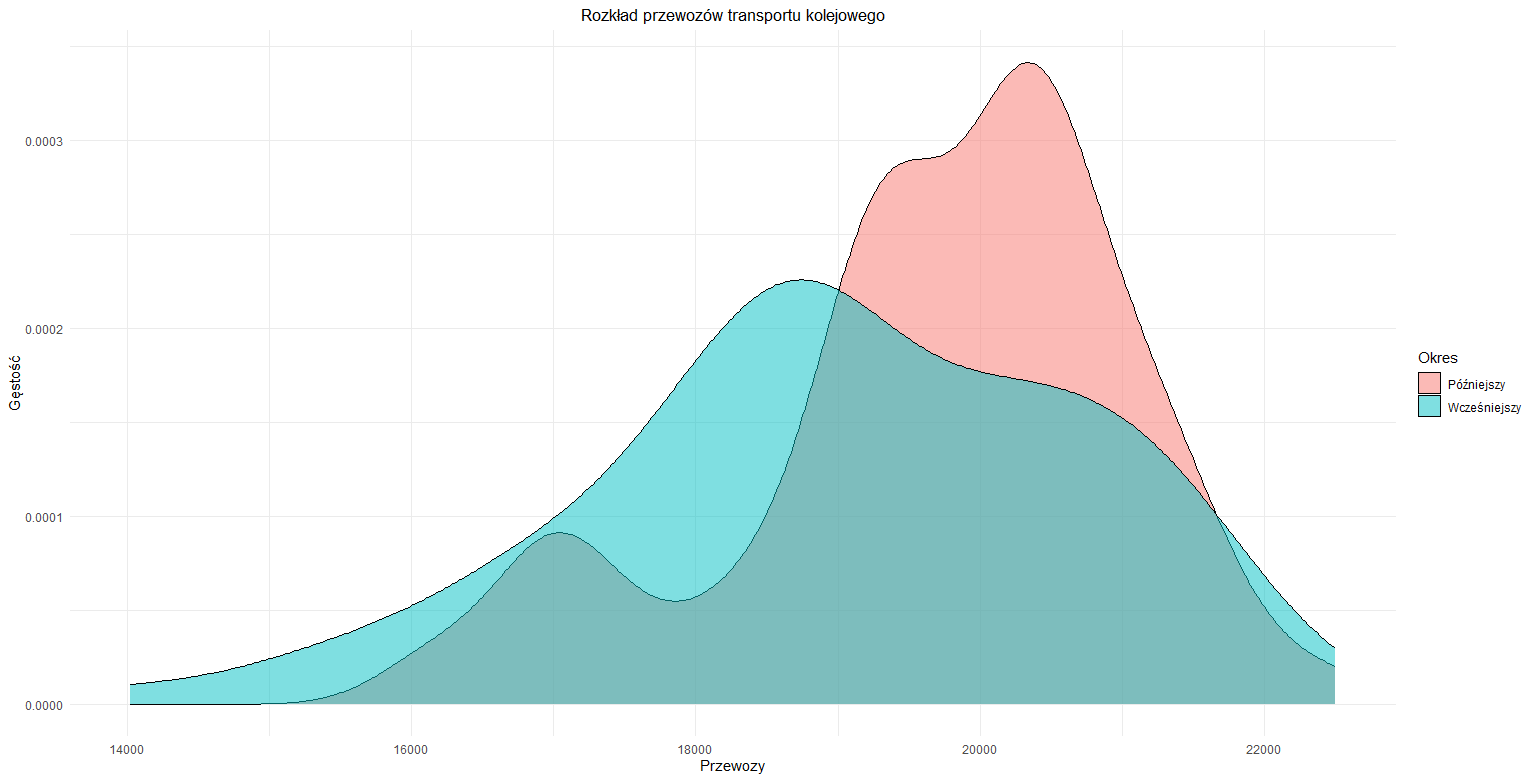 Rozkład przewozów transportu kolejowego
Gęstość
0.0003
0.0002
0.0001
0.0000
14000
16000
18000
20000
22000
Przewozy
Okres
Późniejszy
Wcześniejszy